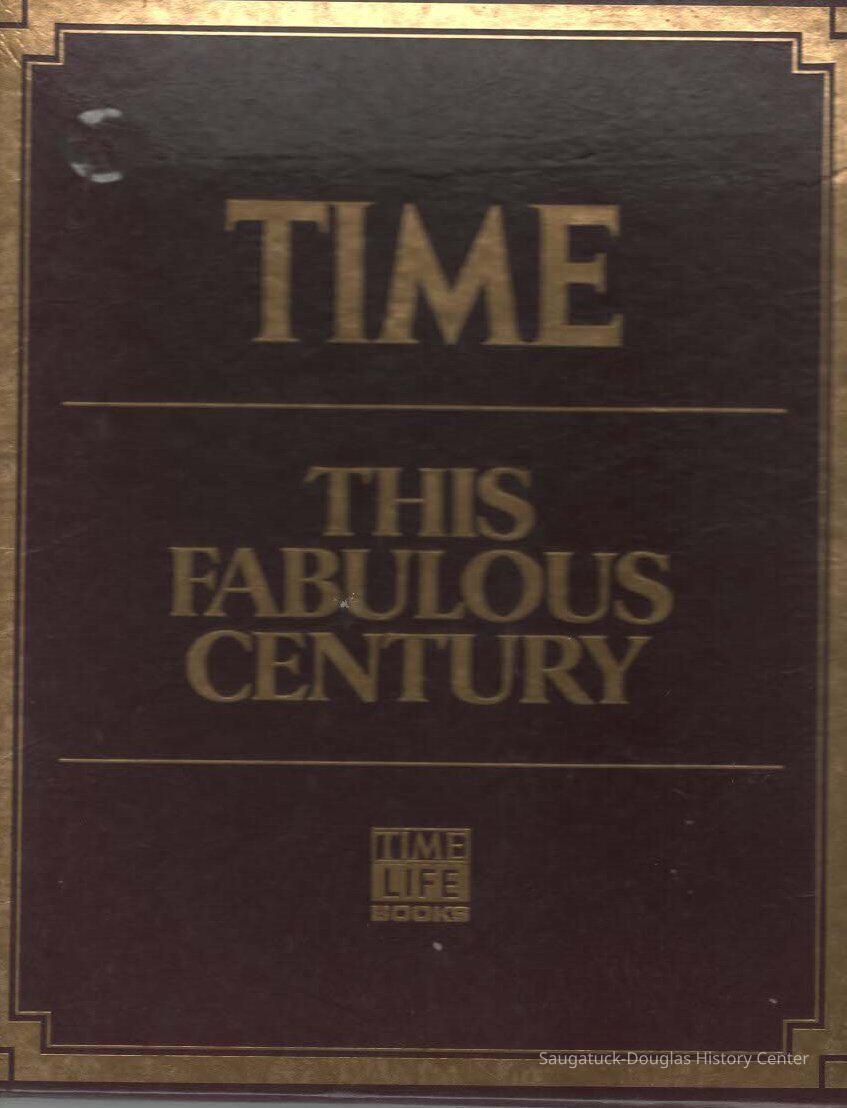 TIME
THIS
FABULOUS
CENTURY
TIME
LIFE
BOOKS
Saugatuck-Douglas History Center